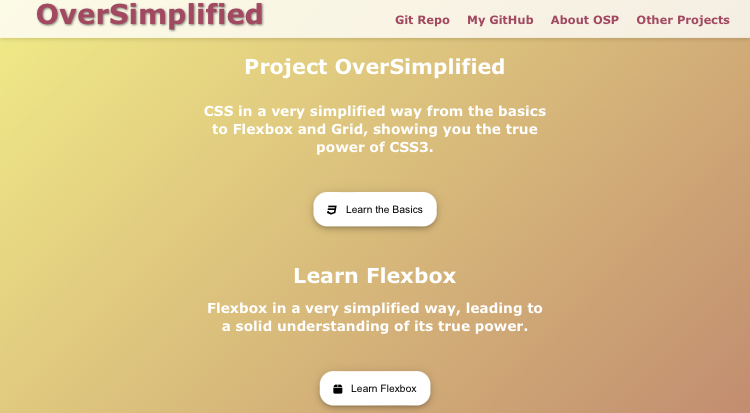 OverSimplified
Git Repo My GitHub About OSP Other Projects
Project OverSimplified
CSS in a very simplified way from the basics
to Flexbox and Grid, showing you the true
power of CSS3.
Learn the Basics
Learn Flexbox
Flexbox in a very simplified way, leading to
a solid understanding of its true power.
Learn Flexbox